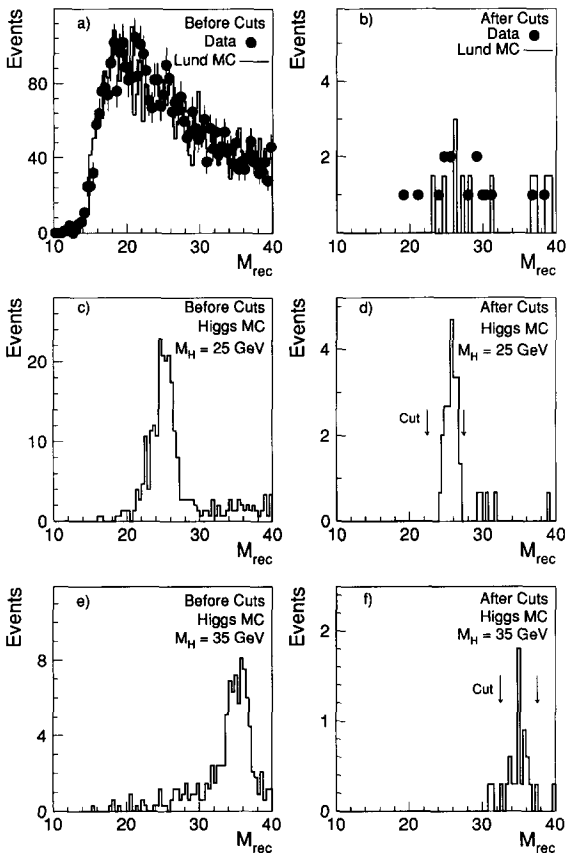 Events
a)
Before Cuts
Data
Lund MC
80
40
0
10 20 30 40
M_rec
Events
b)
After Cuts
Data
Lund MC
4
2
0
10 20 30 40
M_rec
Events
c)
Before Cuts
Higgs MC
M_H = 25 GeV
20
10
0
10 20 30 40
M_rec
Events
d)
After Cuts
Higgs MC
M_H = 25 GeV
4
Cut
2
0
10 20 30 40
M_rec
Events
e)
Before Cuts
Higgs MC
M_H = 35 GeV
8
4
0
10 20 30 40
M_rec
Events
f)
After Cuts
Higgs MC
M_H = 35 GeV
2
Cut
1
0
10 20 30 40
M_rec